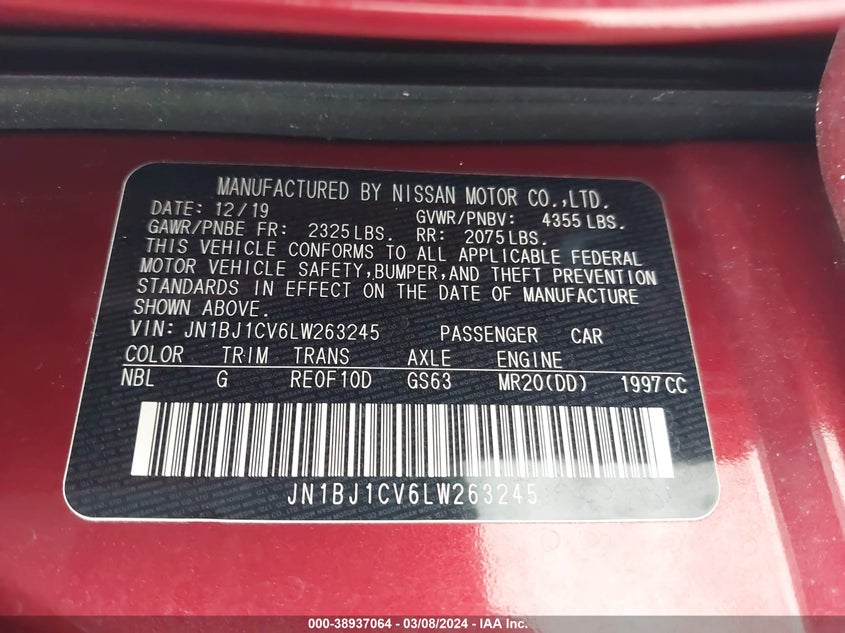 MANUFACTURED BY NISSAN MOTOR CO.,LTD.
DATE: 12/19 GVWR/PNBV: 4355 LBS.
GAWR/PNBE FR: 2325 LBS. RR: 2075 LBS.
THIS VEHICLE CONFORMS TO ALL APPLICABLE FEDERAL
MOTOR VEHICLE SAFETY,BUMPER,AND THEFT PREVENTION
STANDARDS IN EFFECT ON THE DATE OF MANUFACTURE
SHOWN ABOVE.
VIN: JN1BJ1CV6LW263245 PASSENGER CAR
COLOR TRIM TRANS AXLE ENGINE
NBL G RE0F10D GS63 MR20(DD) 1997CC
JN1BJ1CV6LW263245
000-38937064 - 03/08/2024 - IAA Inc.